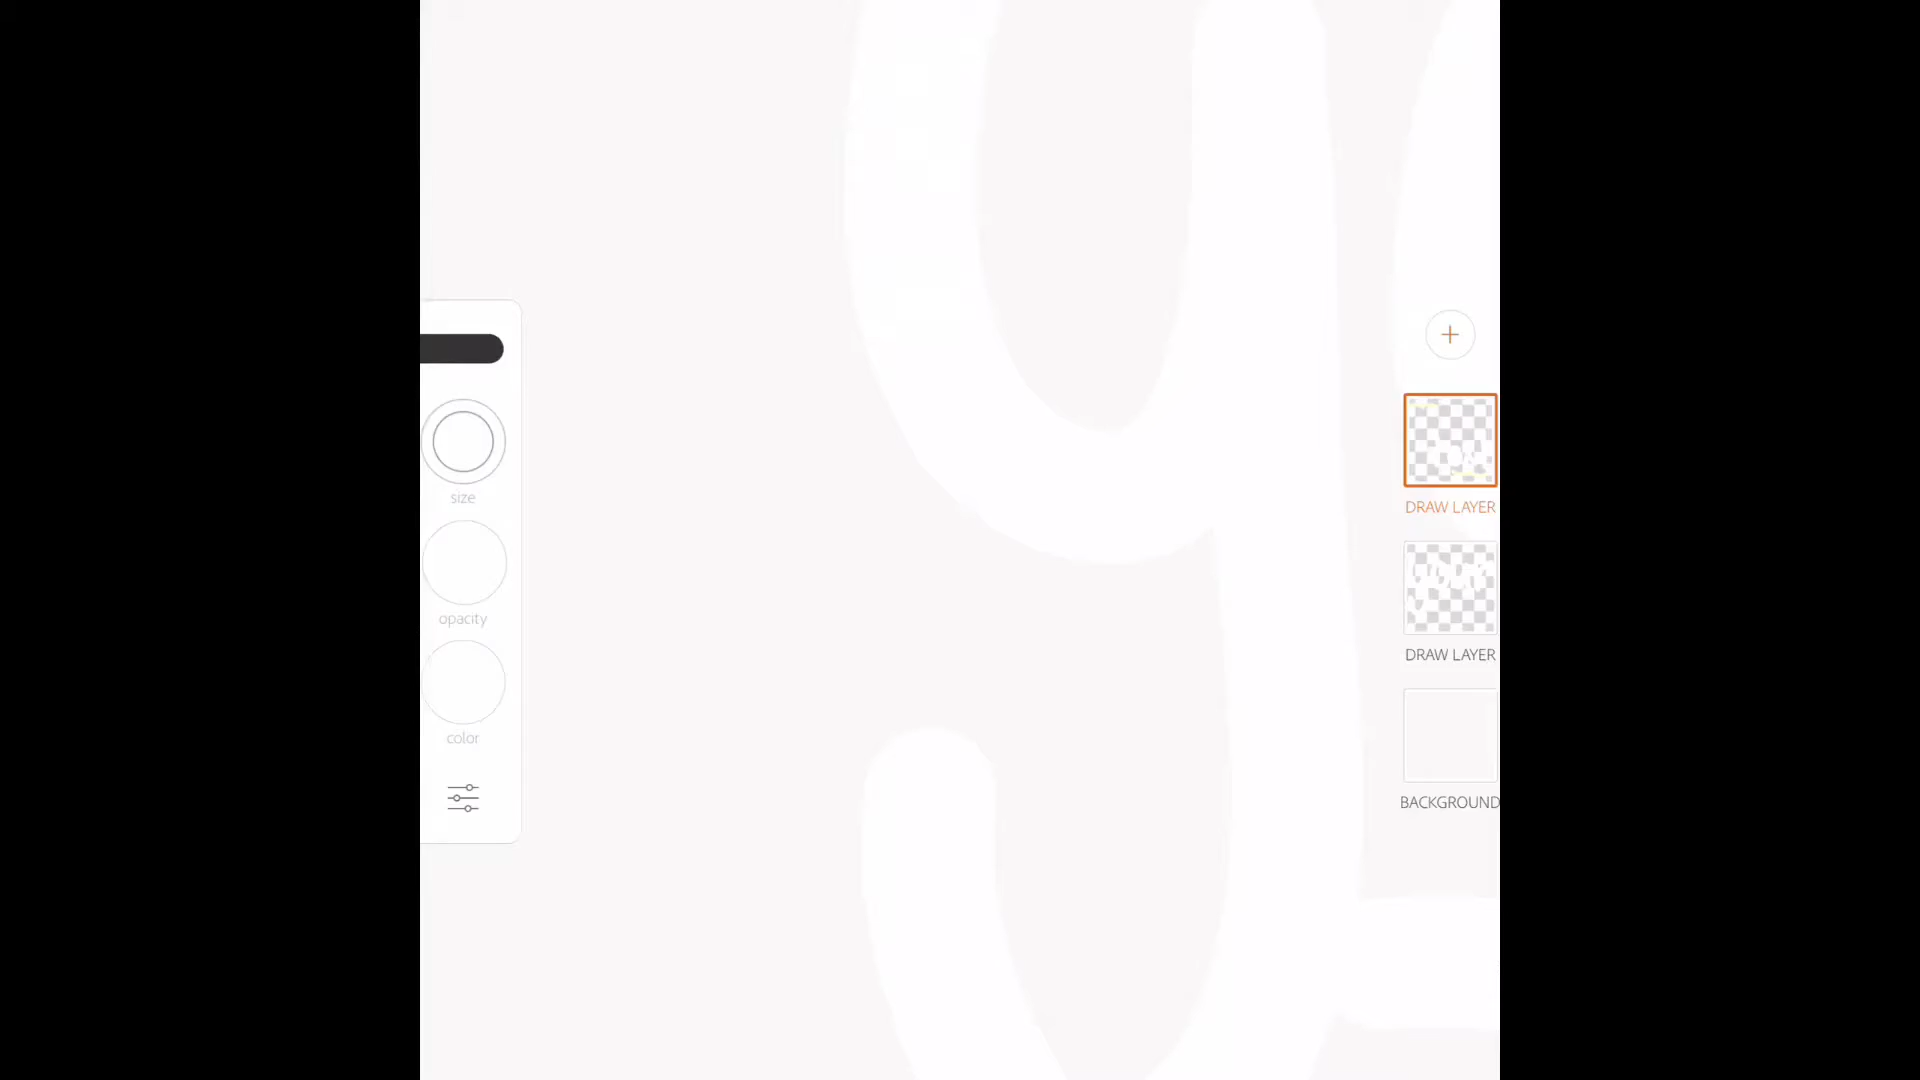 y
size
opacity
color
DRAW LAYER
DRAW LAYER
BACKGROUND